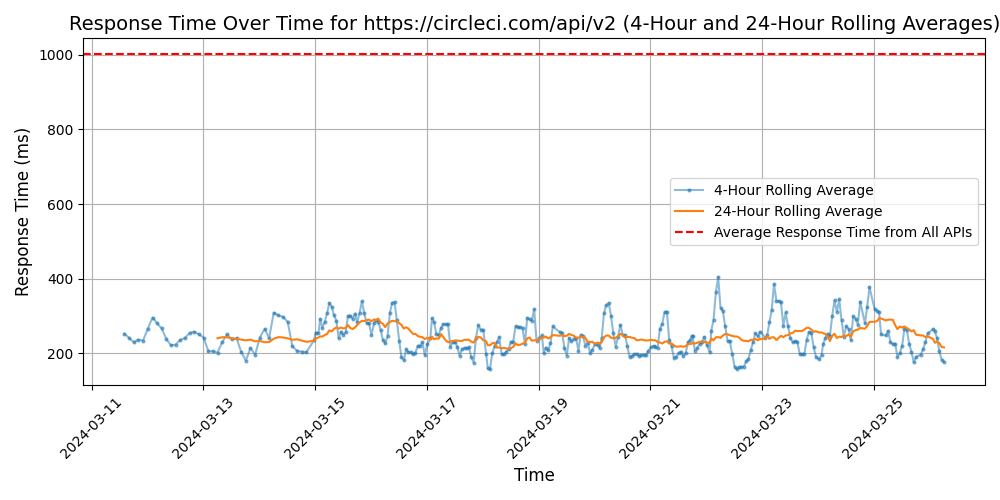 Response Time Over Time for https://circleci.com/api/v2 (4-Hour and 24-Hour Rolling Averages)
Response Time (ms)
1000
800
600
400
200
4-Hour Rolling Average
24-Hour Rolling Average
Average Response Time from All APIs
2024-03-11
2024-03-13
2024-03-15
2024-03-17
2024-03-19
2024-03-21
2024-03-23
2024-03-25
Time